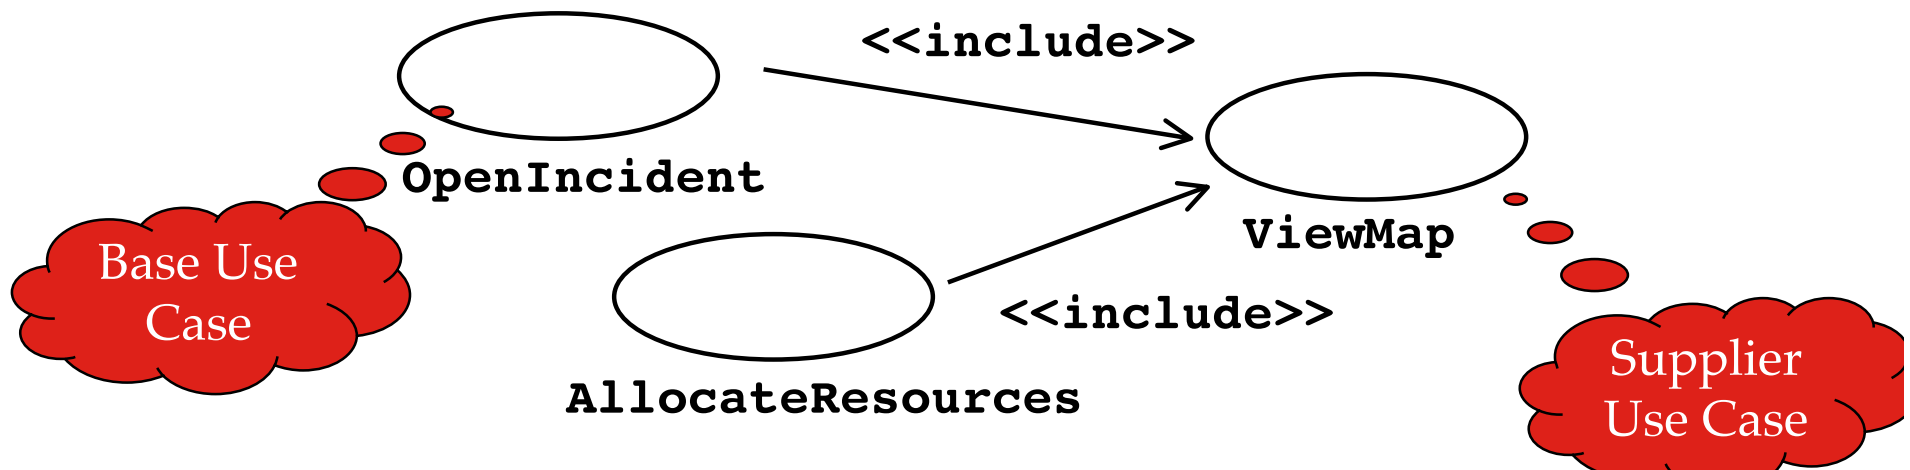 <<include>>
OpenIncident
ViewMap
Base Use
Case
<<include>>
AllocateResources
Supplier
Use Case